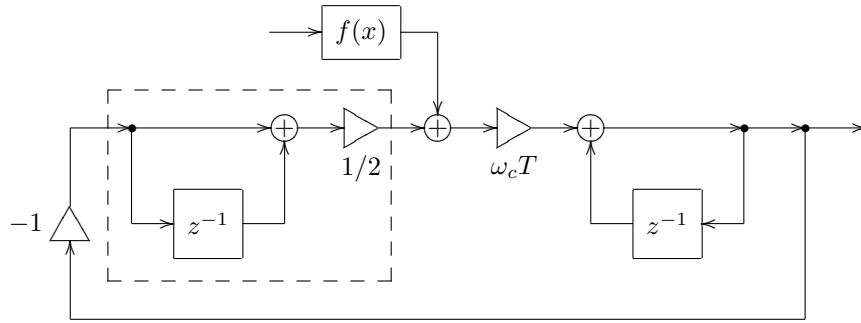 f(x)
+
+
+
1/2
ω_cT
−1
z⁻¹
z⁻¹